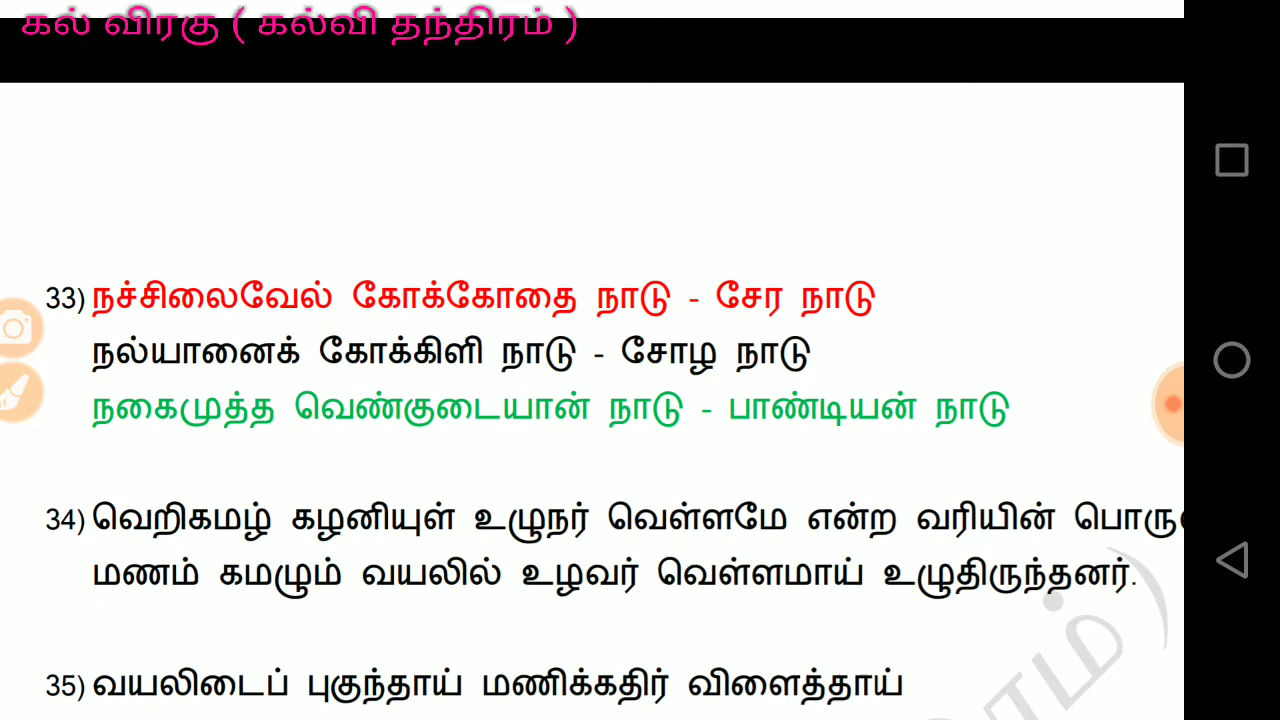 கல் விரகு ( கல்வி தந்திரம் )
33) நச்சிலைவேல் கோக்கோதை நாடு - சேர நாடு
நல்யானைக் கோக்கிளி நாடு - சோழ நாடு
நகைமுத்த வெண்குடையான் நாடு - பாண்டியன் நாடு
34) வெறிகமழ் கழனியுள் உழுநர் வெள்ளமே என்ற வரியின்
மணம் கமழும் வயலில் உழவர் வெள்ளமாய் உழுதிருந்தனர்.
35) வயலிடைப் புகுந்தாய் மணிக்கதிர் விளைத்தாய்